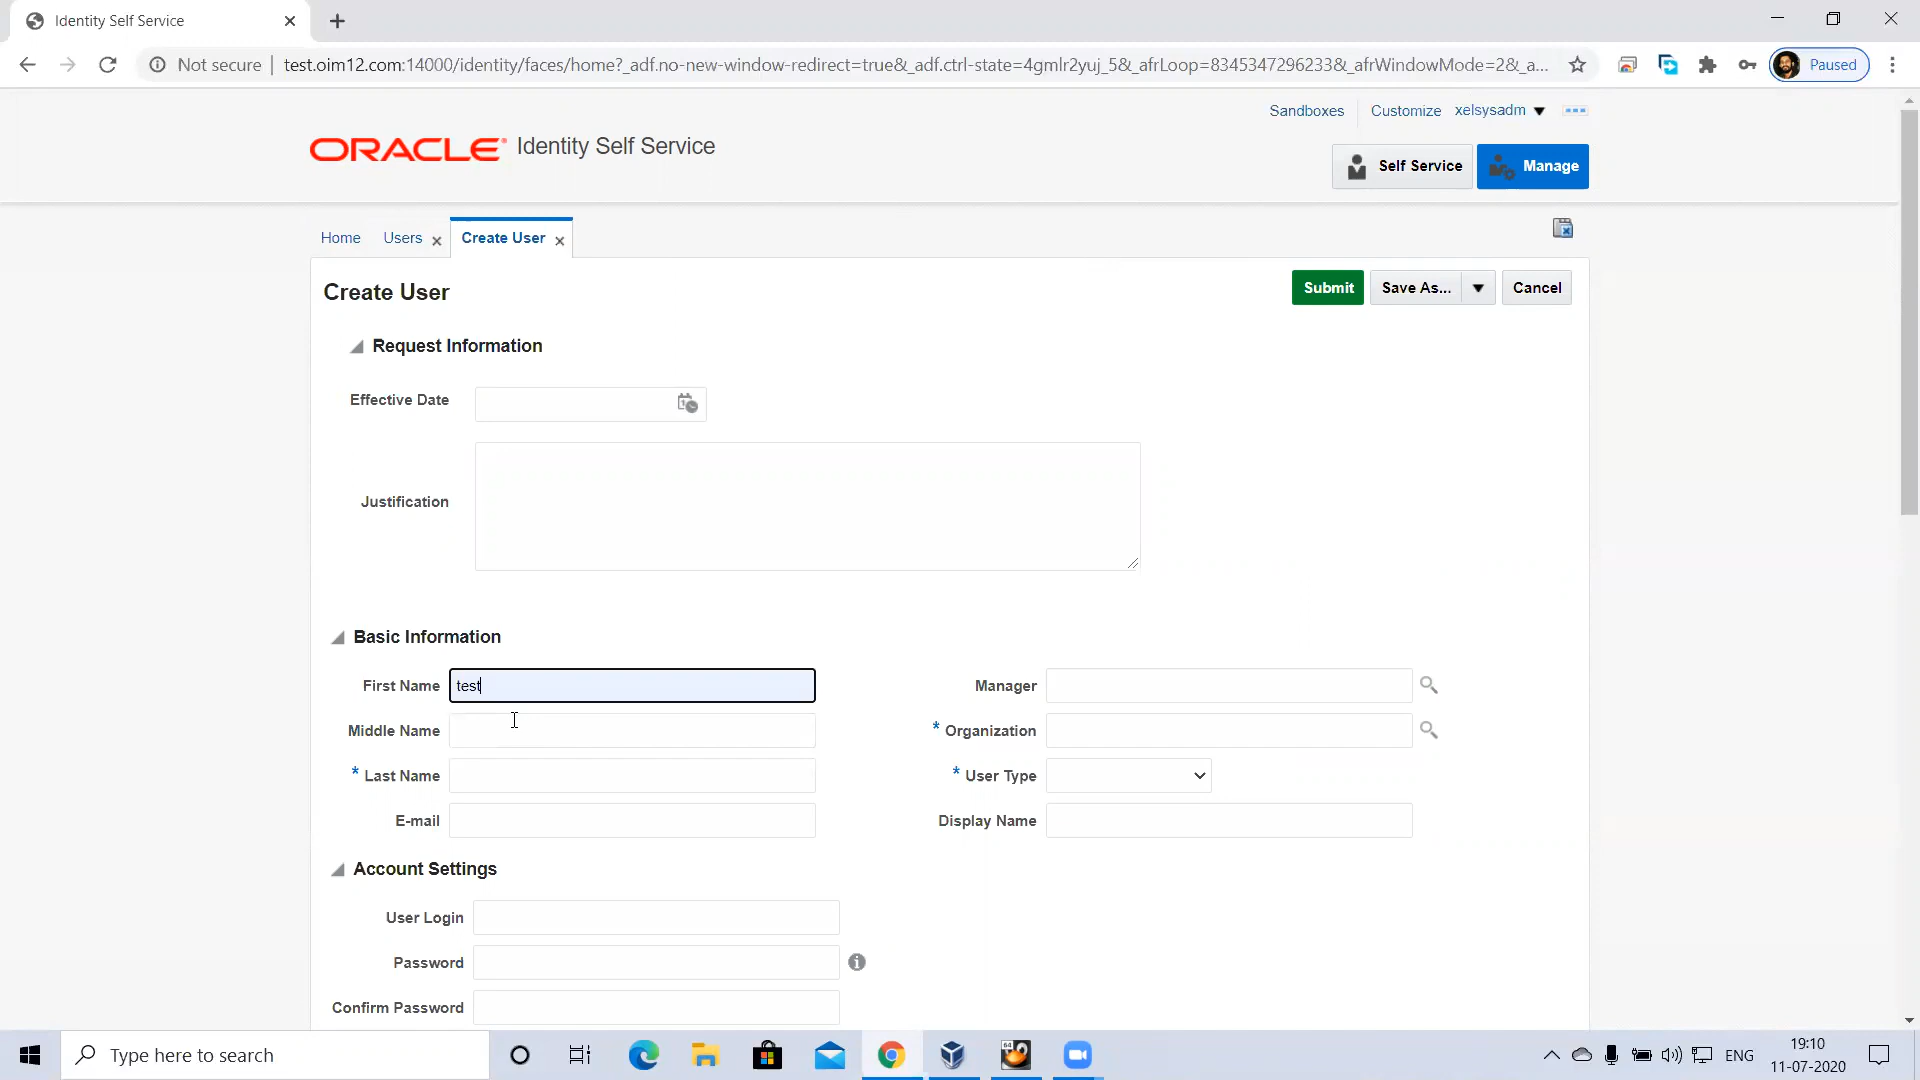 Identity Self Service
Not secure
test.oim12.com:14000/identity/faces/home?_adf.no-new-window-redirect=true&_adf.ctrl-state=4gmlr2yuj_5&_afrLoop=8345347296233&_afrWindowMode=2&_a...
Paused
Sandboxes
Customize
xelsysadm
ORACLE Identity Self Service
Self Service
Manage
Home
Users
Create User
Create User
Submit
Save As...
Cancel
Request Information
Effective Date
Justification
Basic Information
First Name
test
Manager
Middle Name
* Organization
* Last Name
* User Type
E-mail
Display Name
Account Settings
User Login
Password
Confirm Password
Type here to search
64
ENG
19:10
11-07-2020